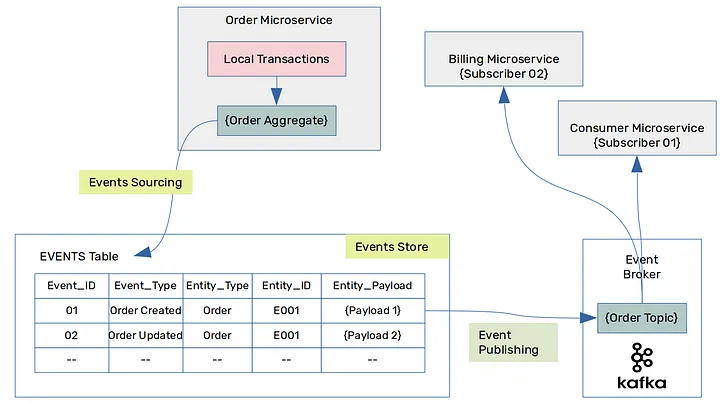 Order Microservice
Local Transactions
{Order Aggregate}
Billing Microservice
{Subscriber 02}
Consumer Microservice
{Subscriber 01}
Events Sourcing
EVENTS Table
Events Store
Event_ID Event_Type Entity_Type Entity_ID Entity_Payload
01 Order Created Order E001 {Payload 1}
02 Order Updated Order E001 {Payload 2}
-- -- -- -- --
Event
Publishing
Event
Broker
{Order Topic}
kafka